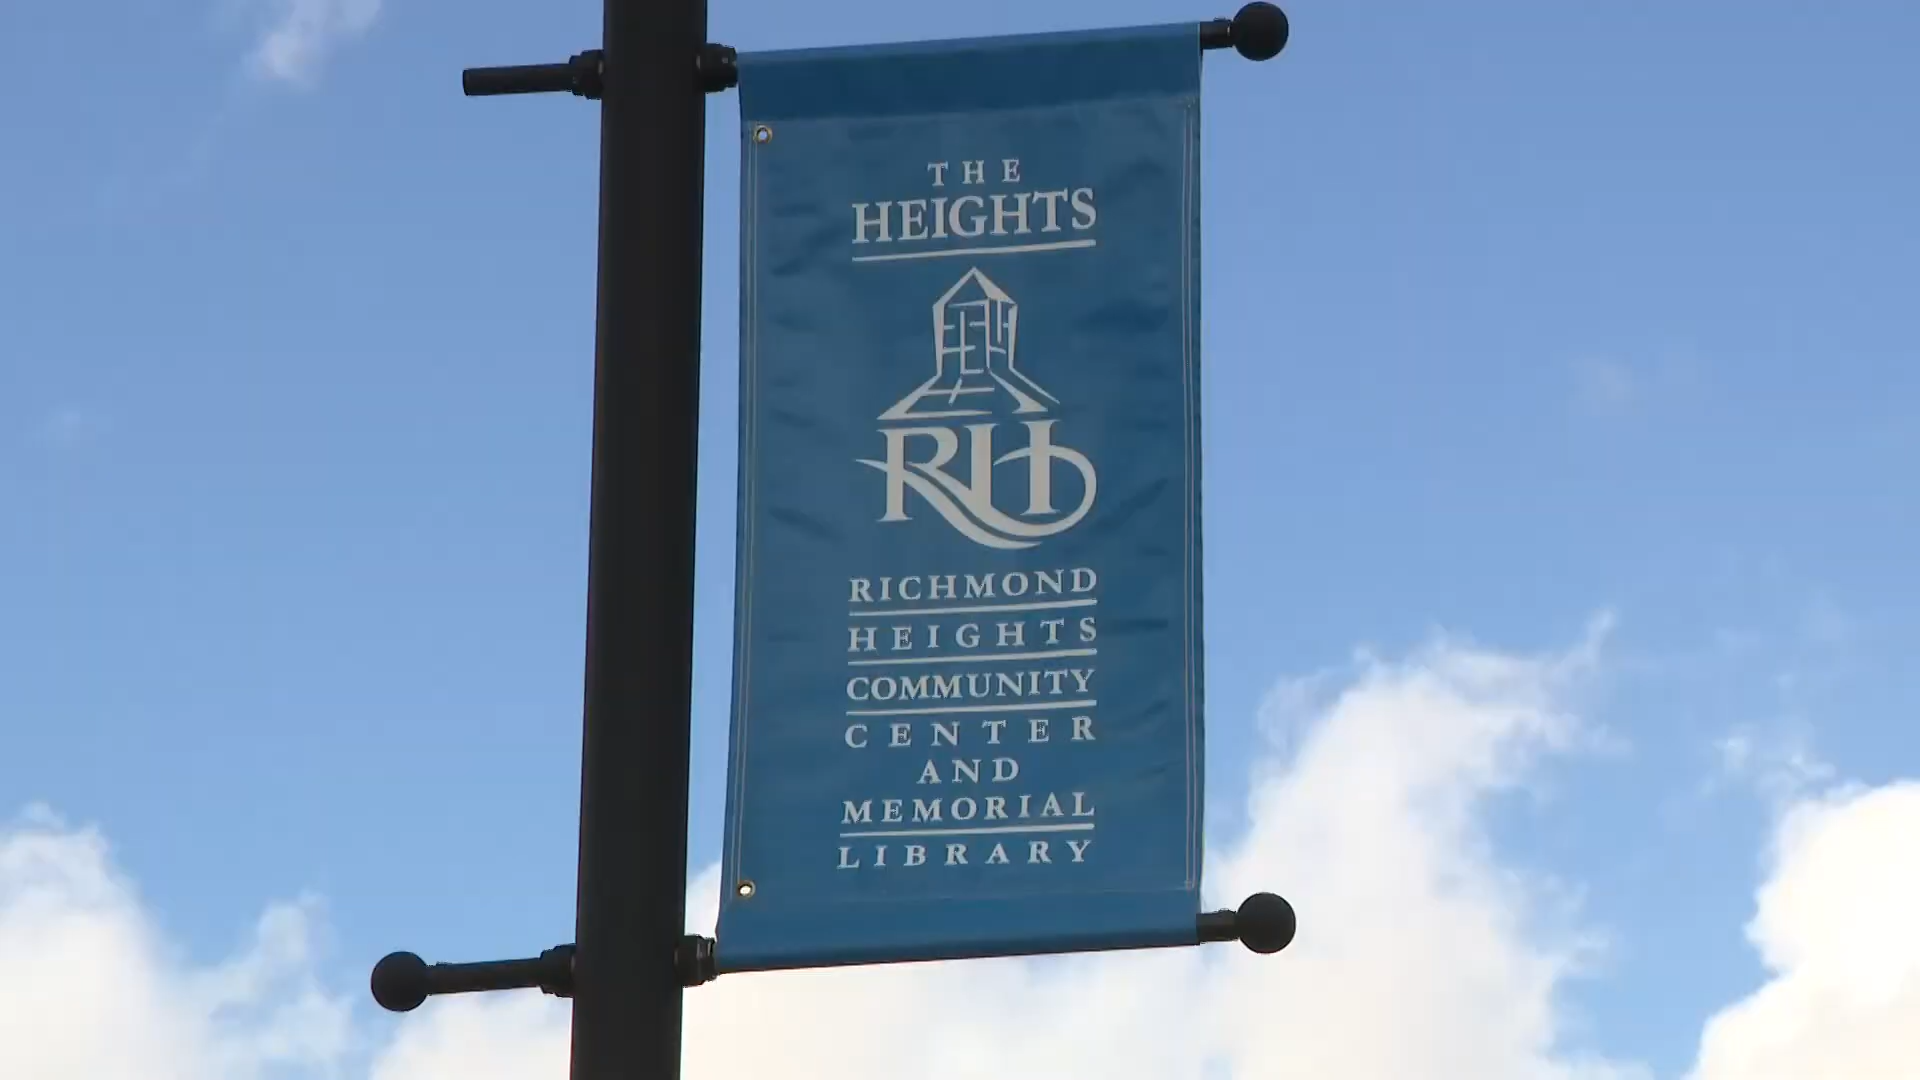 THE
HEIGHTS
RH
RICHMOND
HEIGHTS
COMMUNITY
CENTER
AND
MEMORIAL
LIBRARY